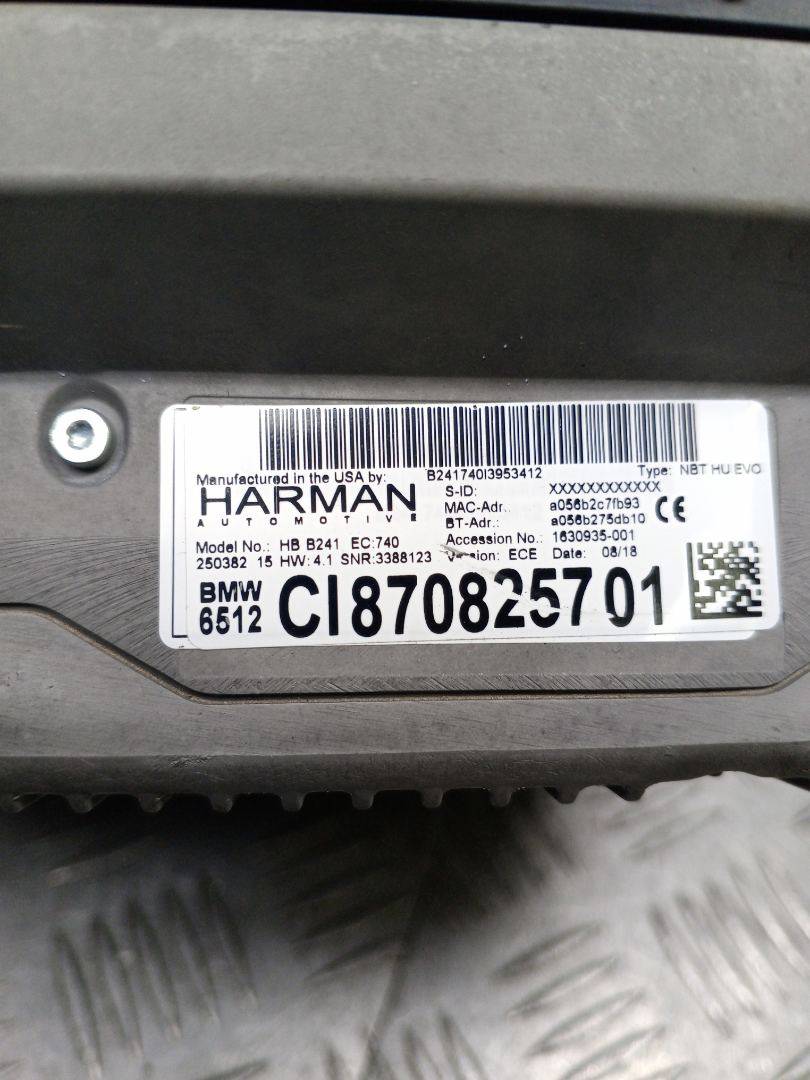 B241740I3953412
Type: NBT HU EVO
Manufactured in the USA by:
HARMAN
AUTOMOTIVE
S-ID: XXXXXXXXXXXX
MAC-Adr.: a056b2c7fb93
BT-Adr.: a056b275db10
CE
Accession No.: 1630935-001
Model No.: HB B241 EC:740
Version: ECE Date: 08/18
250382 15 HW: 4.1 SNR:3388123
BMW
6512
CI870825701